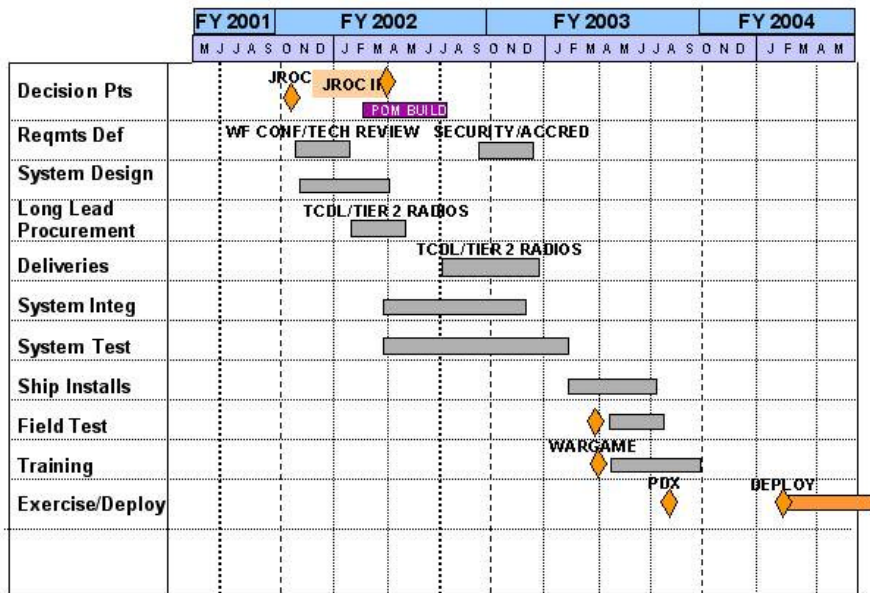 FY 2001 FY 2002 FY 2003 FY 2004
M J J A S O N D J F M A M J J A S O N D J F M A M J J A S O N D J F M A M
Decision Pts JROC JROC II
POM BUILD
Reqmts Def WF CONF/TECH REVIEW SECURITY/ACCRED
System Design
Long Lead
Procurement TCDL/TIER 2 RADIOS
Deliveries TCDL/TIER 2 RADIOS
System Integ
System Test
Ship Installs
Field Test
Training WARGAME
Exercise/Deploy PDX DEPLOY